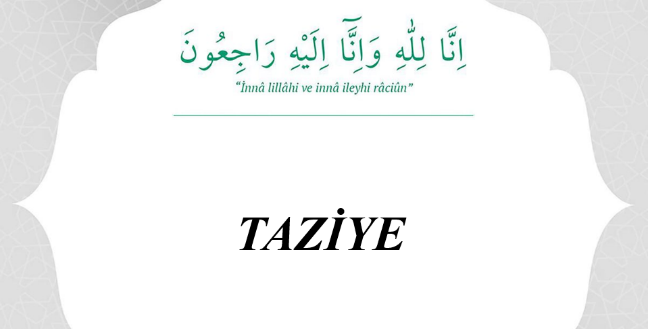 اِنَّا لِلّٰهِ وَاِنَّٓا اِلَيْهِ رَاجِعُونَ
“İnnâ lillâhi ve innâ ileyhi râciûn”
TAZİYE